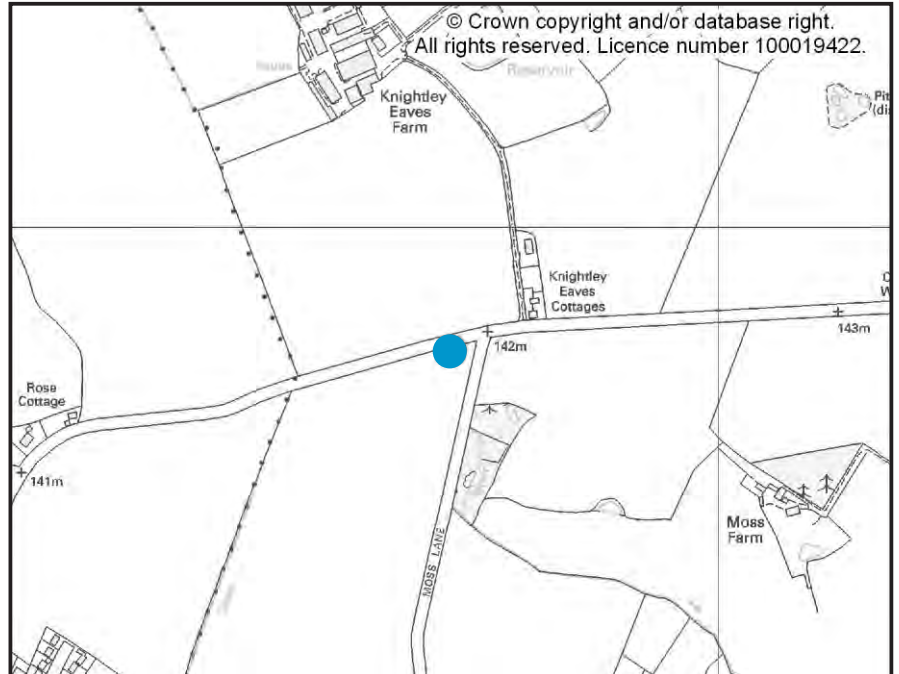 © Crown copyright and/or database right.
All rights reserved. Licence number 100019422.
Reservoir
Knightley
Eaves
Farm
Pit
Knightley
Eaves
Cottages
142m
143m
Rose
Cottage
141m
Moss
Farm
MOSS LANE